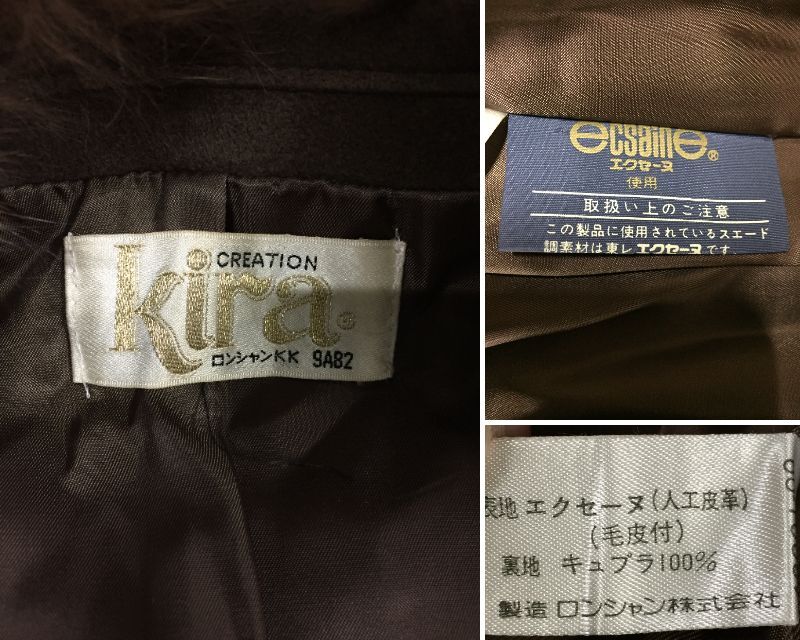 CREATION
kira®
ロンシャンKK 9AB2
ecsainE®
エクセーヌ
使用
取扱い上のご注意
この製品に使用されているスエード
調素材は東レエクセーヌです。
表地 エクセーヌ(人工皮革)
(毛皮付)
裏地 キュプラ100%
製造 ロンシャン株式会社